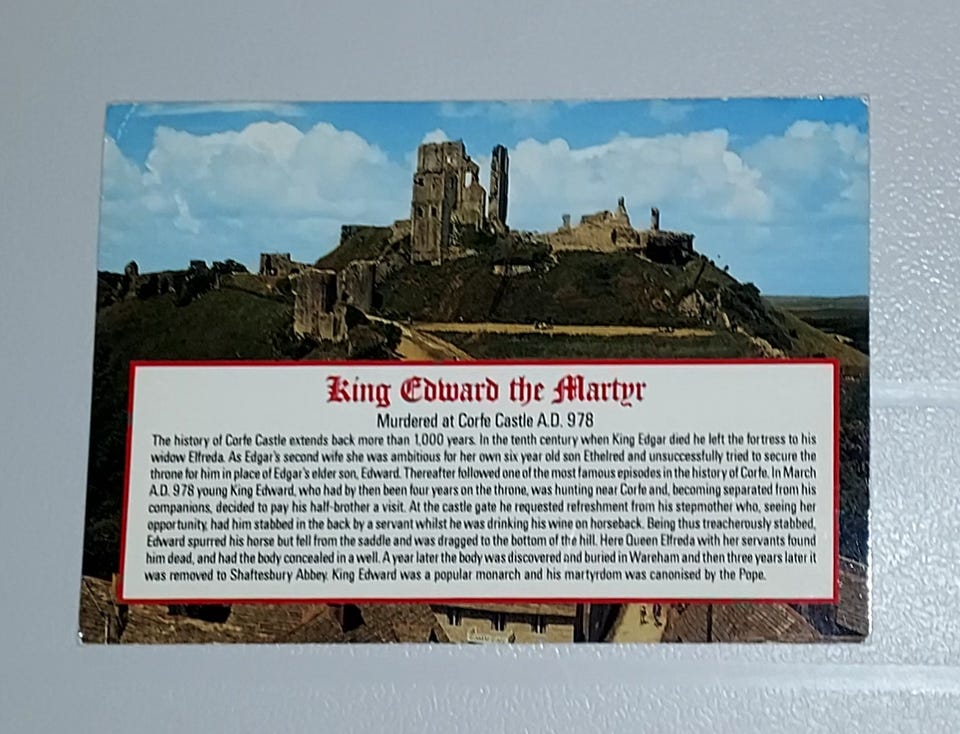 King Edward the Martyr
Murdered at Corfe Castle A.D. 978
The history of Corfe Castle extends back more than 1,000 years. In the tenth century when King Edgar died he left the fortress to his
widow Elfreda. As Edgar's second wife she was ambitious for her own six year old son Ethelred and unsuccessfully tried to secure the
throne for him in place of Edgar's elder son, Edward. Thereafter followed one of the most famous episodes in the history of Corfe. In March
A.D. 978 young King Edward, who had by then been four years on the throne, was hunting near Corfe and, becoming separated from his
companions, decided to pay his half-brother a visit. At the castle gate he requested refreshment from his stepmother who, seeing her
opportunity, had him stabbed in the back by a servant whilst he was drinking his wine on horseback. Being thus treacherously stabbed,
Edward spurred his horse but fell from the saddle and was dragged to the bottom of the hill. Here Queen Elfreda with her servants found
him dead, and had the body concealed in a well. A year later the body was discovered and buried in Wareham and then three years later it
was removed to Shaftesbury Abbey. King Edward was a popular monarch and his martyrdom was canonised by the Pope.